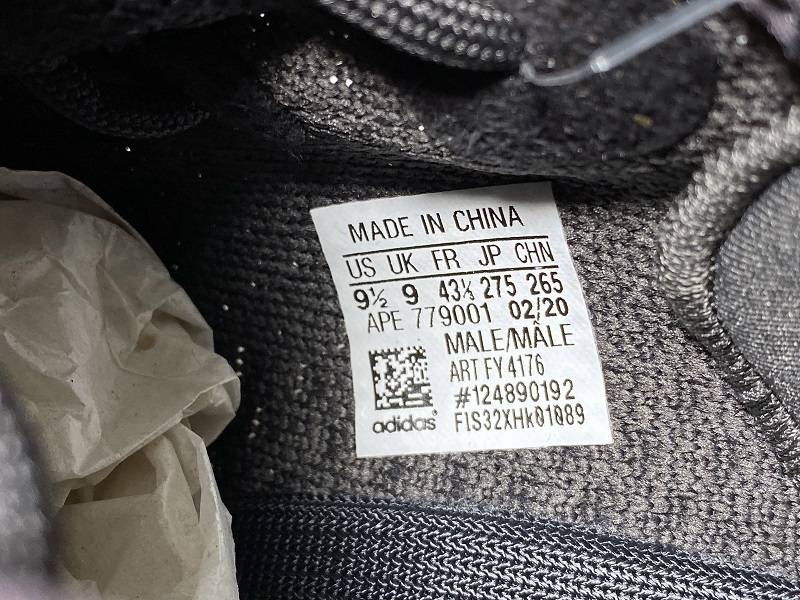 MADE IN CHINA
US UK FR JP CHN
9½ 9 43⅓ 275 265
APE 779001 02/20
MALE/MÂLE
ART FY4176
#124890192
adidas® F1S32XHk01089